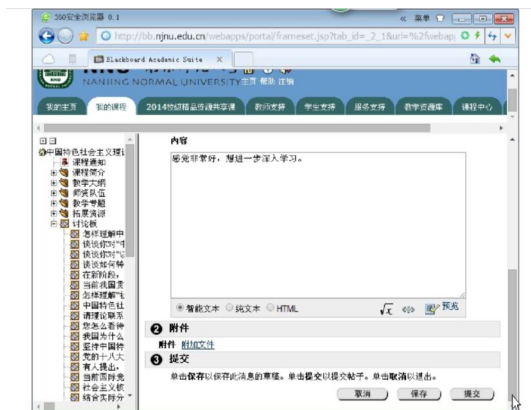 360安全浏览器 8.1
« 菜单
http://bb.njnu.edu.cn/webapps/portal/frameset.jsp?tab_id=_2_1&url=%2fwebapp
Blackboard Academic Suite
NANJING NORMAL UNIVERSITY
主页 帮助 注销
我的主页
我的课程
2014校级精品资源共享课
教师支持
学生支持
服务支持
教学资源库
课程中心
中国特色社会主义理
课程通知
课程简介
教学大纲
师资队伍
教学专题
拓展资源
讨论板
怎样理解中
谈谈你对"中
谈谈你对"
谈谈如何转
在新阶段,
当前我国贵
怎样理解"
中国特色社
请理论联系
您怎么看待
我国为什么
坚持中国特
党的十八大
有人提出,
当前国际竞
社会主义核
结合实际分
内容
感觉非常好,想进一步深入学习。
智能文本 纯文本 HTML
预览
2 附件
附件 附加文件
3 提交
单击保存以保存此消息的草稿。单击提交以提交帖子。单击取消以退出。
取消 保存 提交